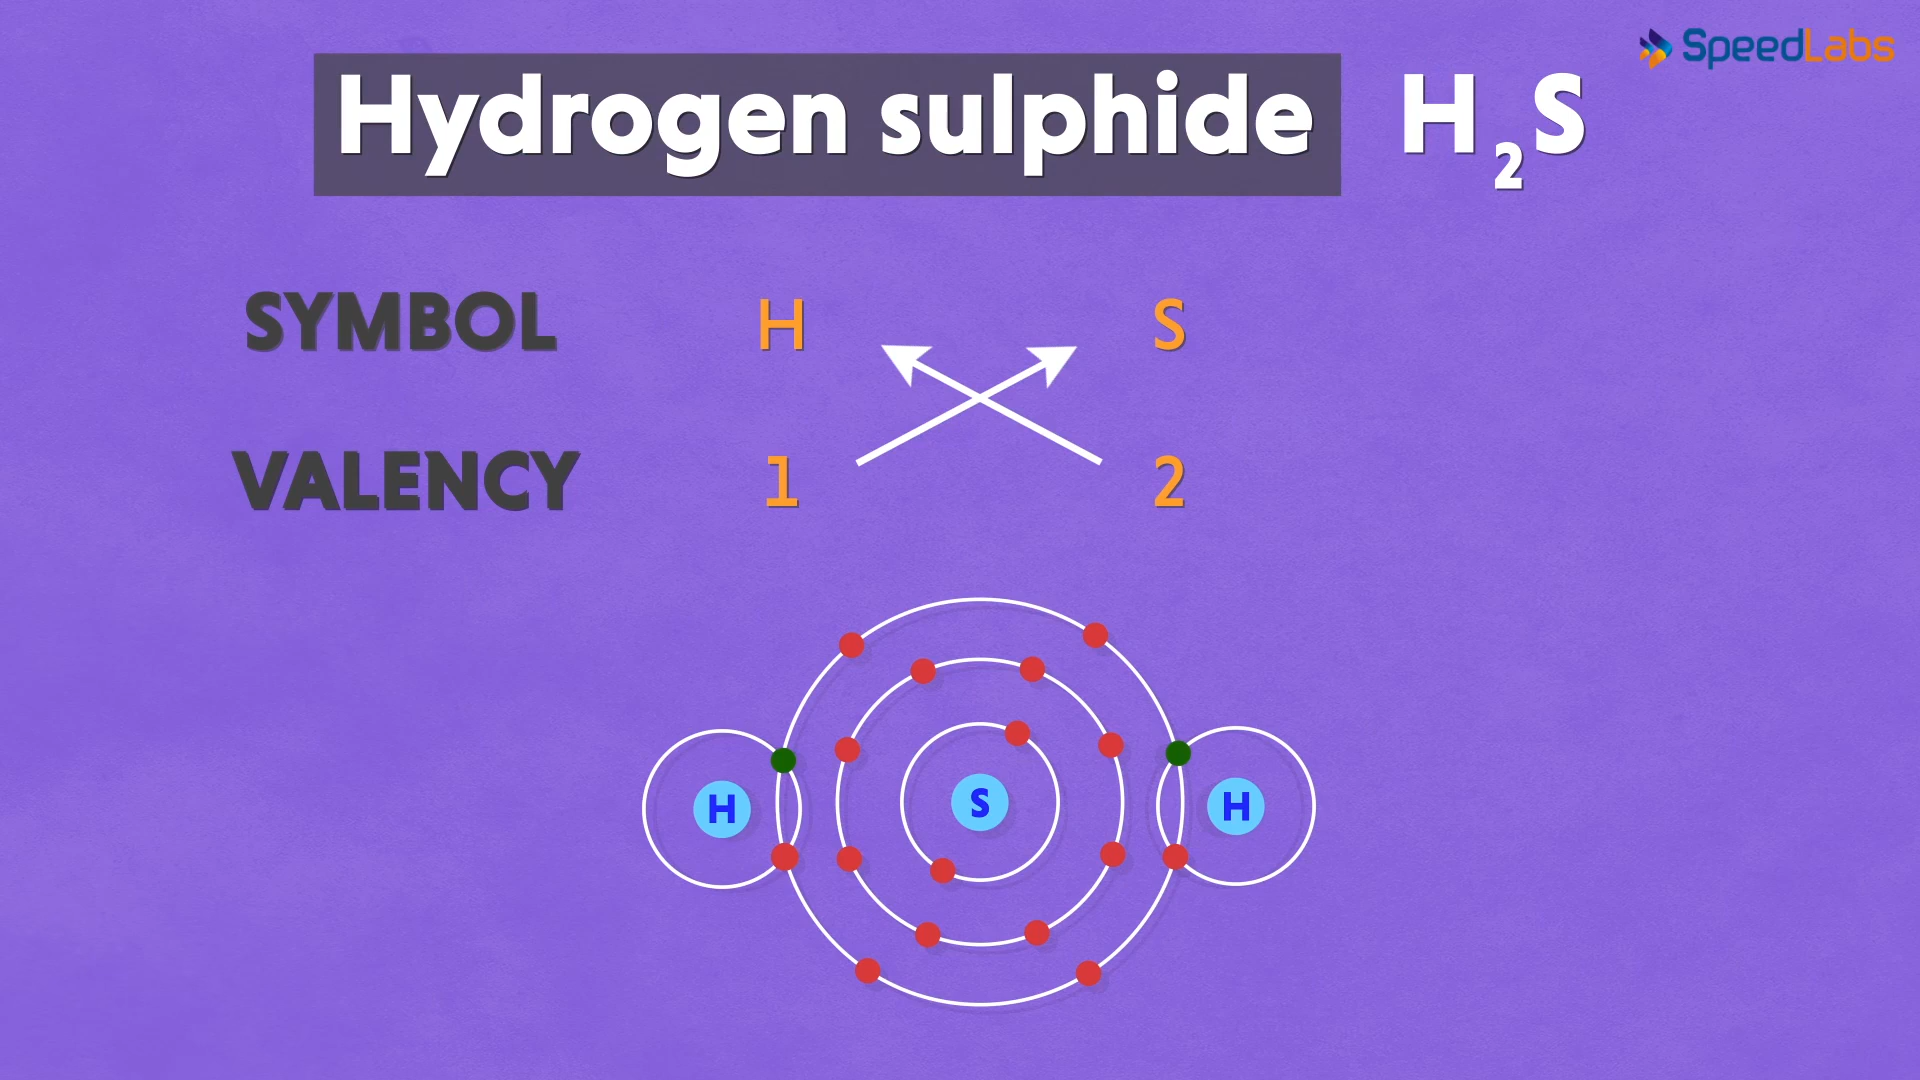 SpeedLabs
Hydrogen sulphide H₂S
SYMBOL H S
VALENCY 1 2
H S H